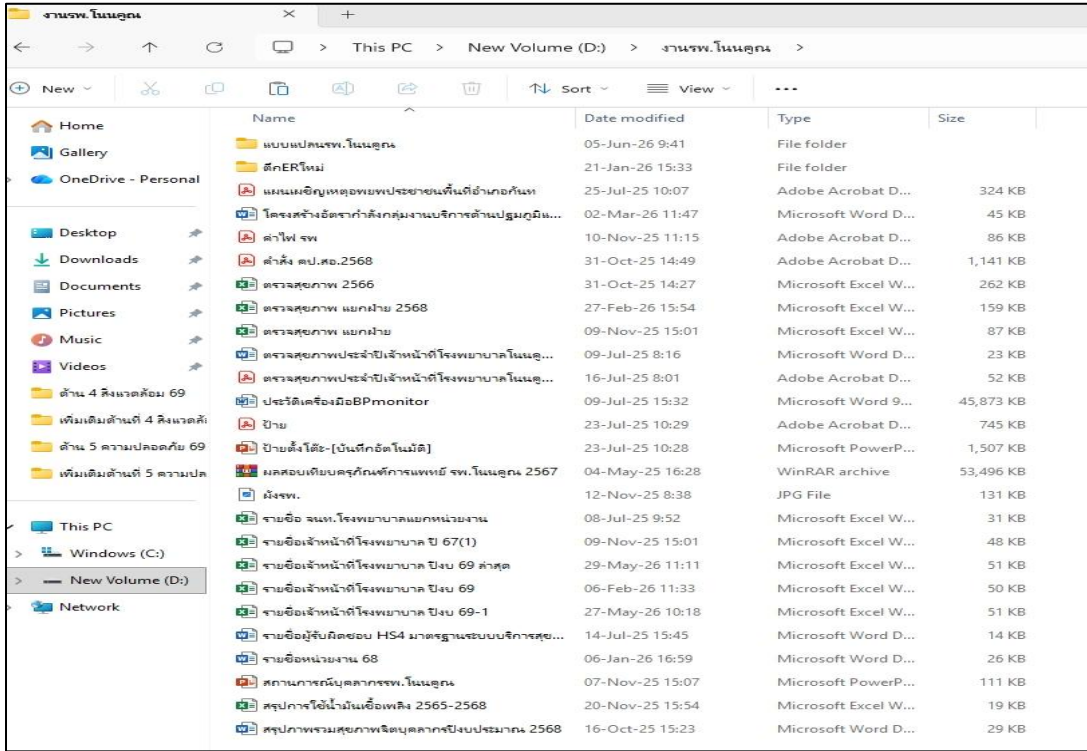 งานรพ.โนนคูณ
This PC > New Volume (D:) > งานรพ.โนนคูณ >
New Sort View ...
Name Date modified Type Size
Home
Gallery
OneDrive - Personal
Desktop
Downloads
Documents
Pictures
Music
Videos
ด้าน 4 สิ่งแวดล้อม 69
เพิ่มเติมด้านที่ 4 สิ่งแวดล้
ด้าน 5 ความปลอดภัย 69
เพิ่มเติมด้านที่ 5 ความปล
This PC
Windows (C:)
New Volume (D:)
Network
แบบแปลนรพ.โนนคูณ 05-Jun-26 9:41 File folder
ตึกERใหม่ 21-Jan-26 15:33 File folder
แผนเผชิญเหตุอพยพประชาชนพื้นที่อำเภอกันท 25-Jul-25 10:07 Adobe Acrobat D... 324 KB
โครงสร้างอัตรากำลังกลุ่มงานบริการด้านปฐมภูมิแ... 02-Mar-26 11:47 Microsoft Word D... 45 KB
ค่าไฟ รพ 10-Nov-25 11:15 Adobe Acrobat D... 86 KB
คำสั่ง คป.สอ.2568 31-Oct-25 14:49 Adobe Acrobat D... 1,141 KB
ตรวจสุขภาพ 2566 31-Oct-25 14:27 Microsoft Excel W... 262 KB
ตรวจสุขภาพ แยกฝ่าย 2568 27-Feb-26 15:54 Microsoft Excel W... 159 KB
ตรวจสุขภาพ แยกฝ่าย 09-Nov-25 15:01 Microsoft Excel W... 87 KB
ตรวจสุขภาพประจำปีเจ้าหน้าที่โรงพยาบาลโนนคู... 09-Jul-25 8:16 Microsoft Word D... 23 KB
ตรวจสุขภาพประจำปีเจ้าหน้าที่โรงพยาบาลโนนคู... 16-Jul-25 8:01 Adobe Acrobat D... 52 KB
ประวัติเครื่องมือBPmonitor 09-Jul-25 15:32 Microsoft Word 9... 45,873 KB
ป้าย 23-Jul-25 10:29 Adobe Acrobat D... 745 KB
ป้ายตั้งโต๊ะ-[บันทึกอัตโนมัติ] 23-Jul-25 10:28 Microsoft PowerP... 1,507 KB
ผลสอบเทียบครุภัณฑ์การแพทย์ รพ.โนนคูณ 2567 04-May-25 16:28 WinRAR archive 53,496 KB
ผังรพ. 12-Nov-25 8:38 JPG File 131 KB
รายชื่อ จนท.โรงพยาบาลแยกหน่วยงาน 08-Jul-25 9:52 Microsoft Excel W... 31 KB
รายชื่อเจ้าหน้าที่โรงพยาบาล ปี 67(1) 09-Nov-25 15:01 Microsoft Excel W... 48 KB
รายชื่อเจ้าหน้าที่โรงพยาบาล ปีงบ 69 ล่าสุด 29-May-26 11:11 Microsoft Excel W... 51 KB
รายชื่อเจ้าหน้าที่โรงพยาบาล ปีงบ 69 06-Feb-26 11:33 Microsoft Excel W... 50 KB
รายชื่อเจ้าหน้าที่โรงพยาบาล ปีงบ 69-1 27-May-26 10:18 Microsoft Excel W... 51 KB
รายชื่อผู้รับผิดชอบ HS4 มาตรฐานระบบบริการสุข... 14-Jul-25 15:45 Microsoft Word D... 14 KB
รายชื่อหน่วยงาน 68 06-Jan-26 16:59 Microsoft Word D... 26 KB
สถานการณ์บุคลากรรพ.โนนคูณ 07-Nov-25 15:07 Microsoft PowerP... 111 KB
สรุปการใช้น้ำมันเชื้อเพลิง 2565-2568 20-Nov-25 15:54 Microsoft Excel W... 19 KB
สรุปภาพรวมสุขภาพจิตบุคลากรปีงบประมาณ 2568 16-Oct-25 15:23 Microsoft Word D... 29 KB